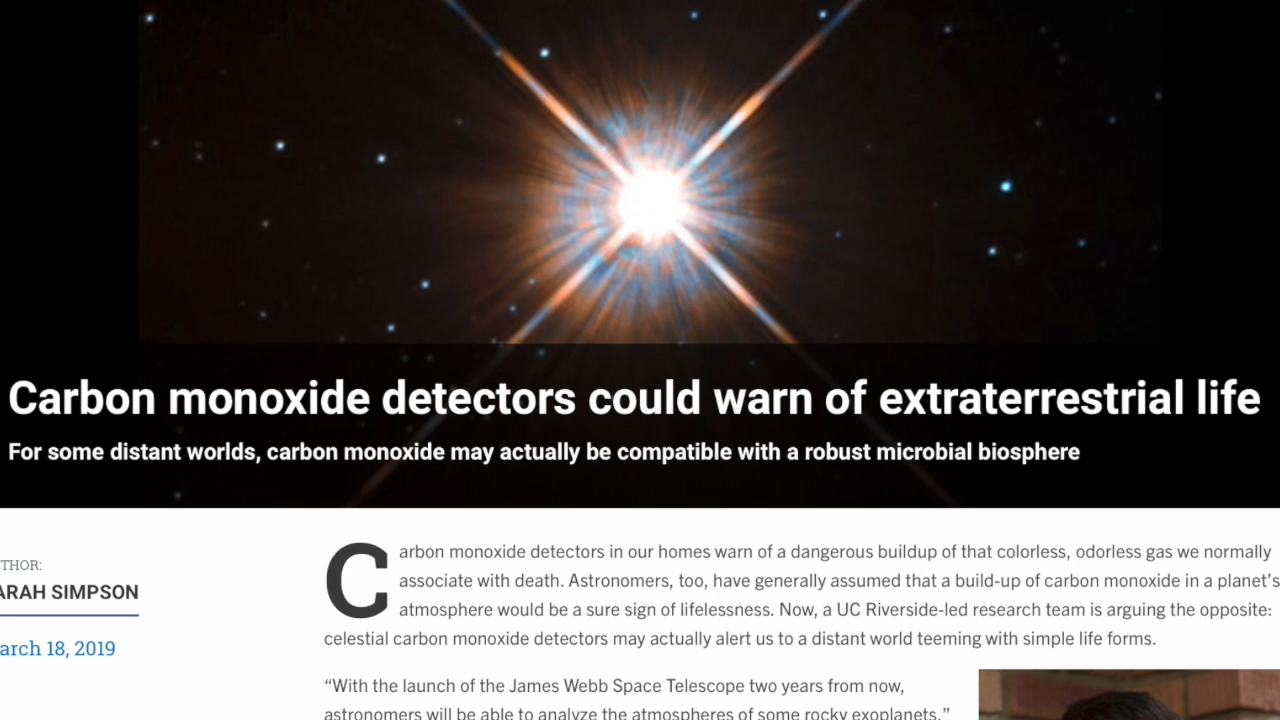 Carbon monoxide detectors could warn of extraterrestrial life
For some distant worlds, carbon monoxide may actually be compatible with a robust microbial biosphere
THOR:
ARAH SIMPSON
arch 18, 2019
Carbon monoxide detectors in our homes warn of a dangerous buildup of that colorless, odorless gas we normally
associate with death. Astronomers, too, have generally assumed that a build-up of carbon monoxide in a planet's
atmosphere would be a sure sign of lifelessness. Now, a UC Riverside-led research team is arguing the opposite:
celestial carbon monoxide detectors may actually alert us to a distant world teeming with simple life forms.
“With the launch of the James Webb Space Telescope two years from now,
astronomers will be able to analyze the atmospheres of some rocky exoplanets,”